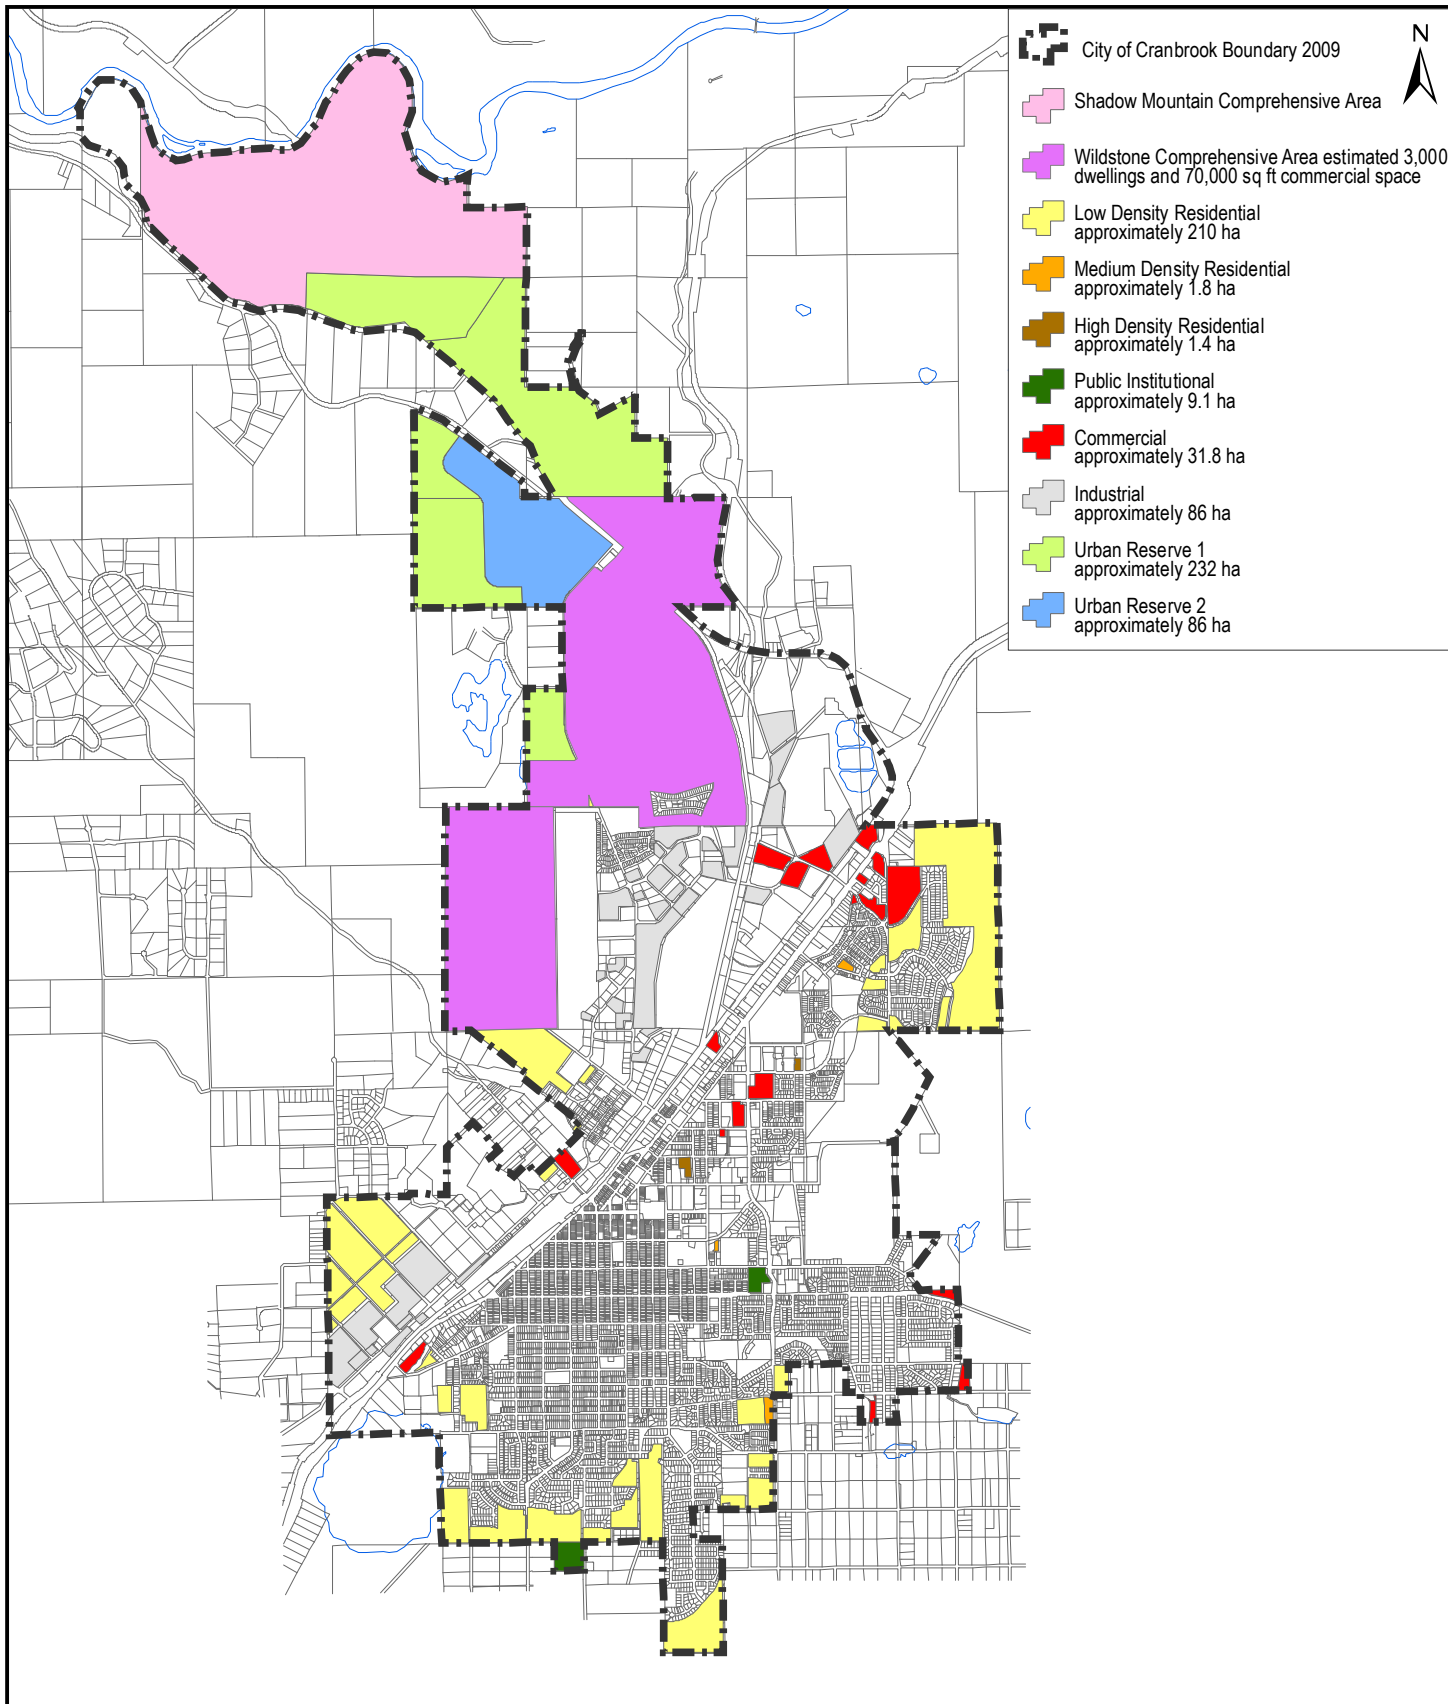 N
City of Cranbrook Boundary 2009
Shadow Mountain Comprehensive Area
Wildstone Comprehensive Area estimated 3,000
dwellings and 70,000 sq ft commercial space
Low Density Residential
approximately 210 ha
Medium Density Residential
approximately 1.8 ha
High Density Residential
approximately 1.4 ha
Public Institutional
approximately 9.1 ha
Commercial
approximately 31.8 ha
Industrial
approximately 86 ha
Urban Reserve 1
approximately 232 ha
Urban Reserve 2
approximately 86 ha